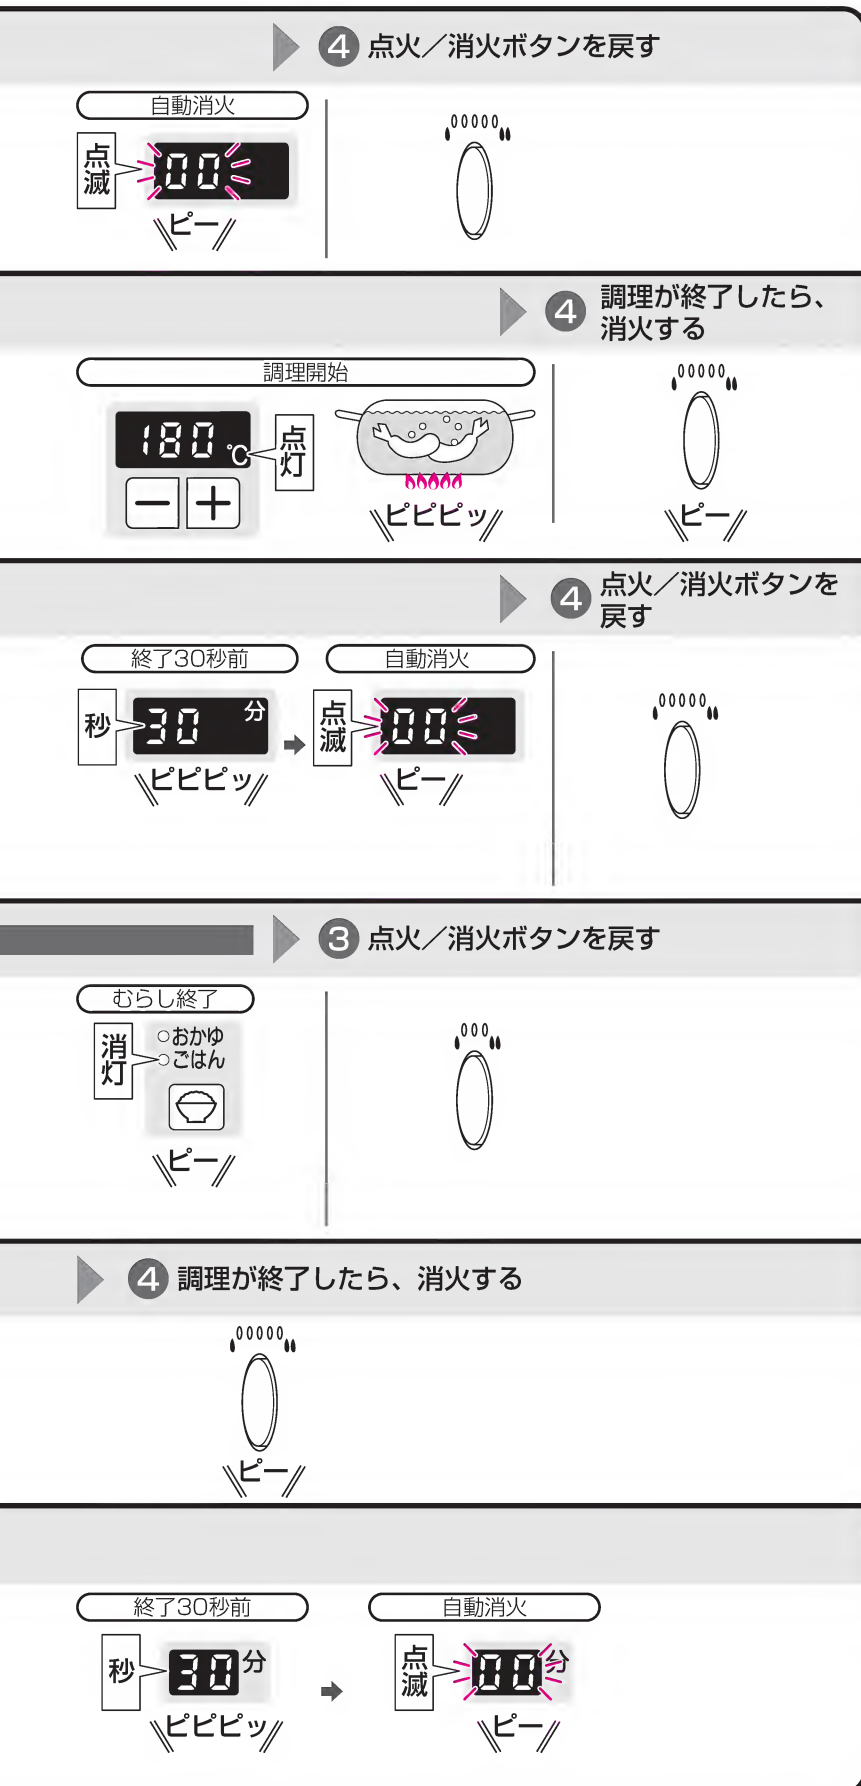 4 点火／消火ボタンを戻す
自動消火
点滅
00
ピー
4 調理が終了したら、
消火する
調理開始
180℃
点灯
− +
ピピピッ
ピー
4 点火／消火ボタンを
戻す
終了30秒前
自動消火
秒
30 分
点滅
00
ピピピッ
ピー
3 点火／消火ボタンを戻す
むらし終了
消灯
○おかゆ
○ごはん
ピー
4 調理が終了したら、消火する
ピー
終了30秒前
自動消火
秒
30 分
点滅
00 分
ピピピッ
ピー